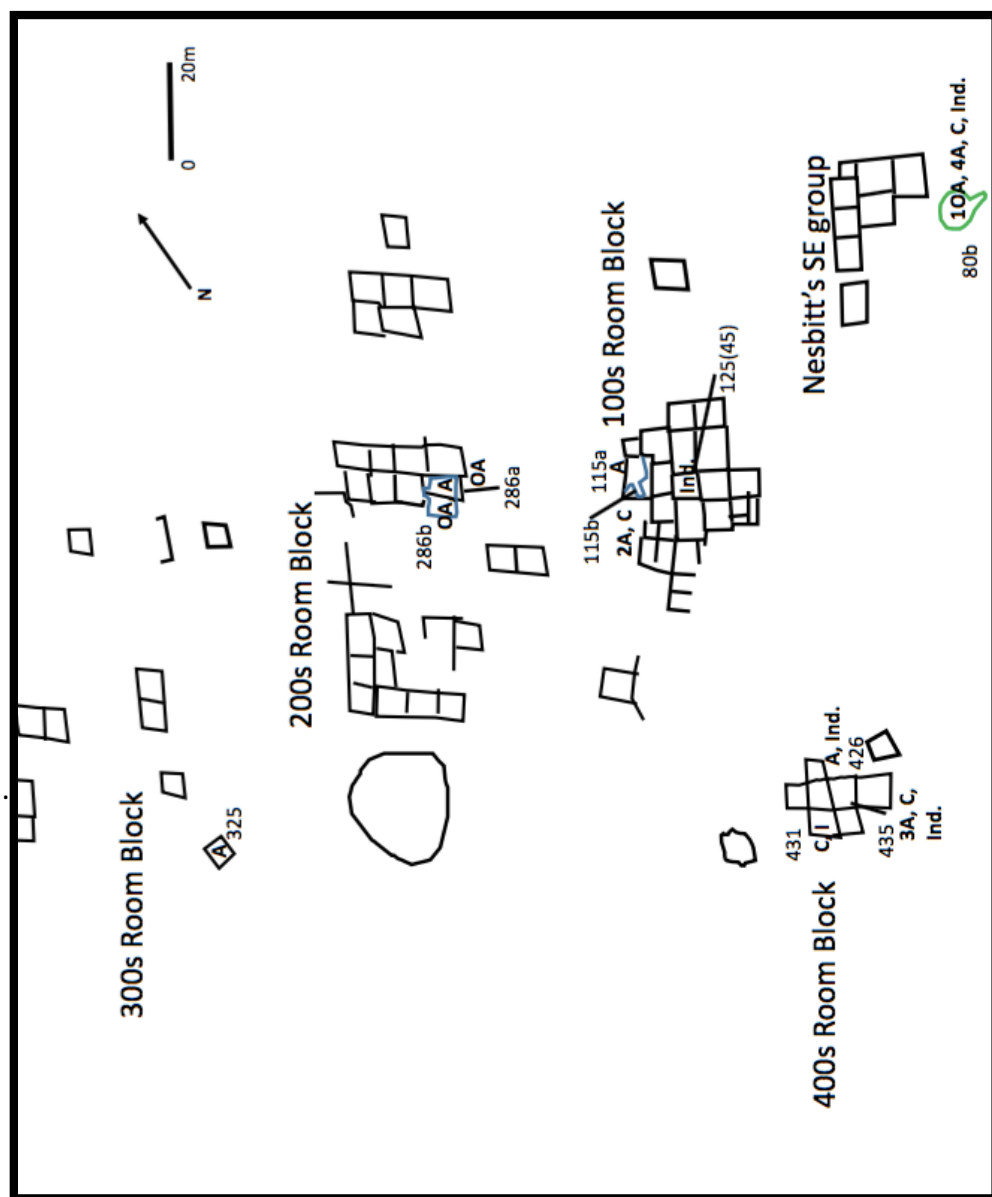 300s Room Block
0 20m
N
A
325
200s Room Block
286b
OA
A
OA
286a
100s Room Block
115b
115a
A
2A, C
Ind.
125(45)
Nesbitt's SE group
400s Room Block
431
C, I
A, Ind.
426
435
3A, C,
Ind.
80b
1OA, 4A, C, Ind.